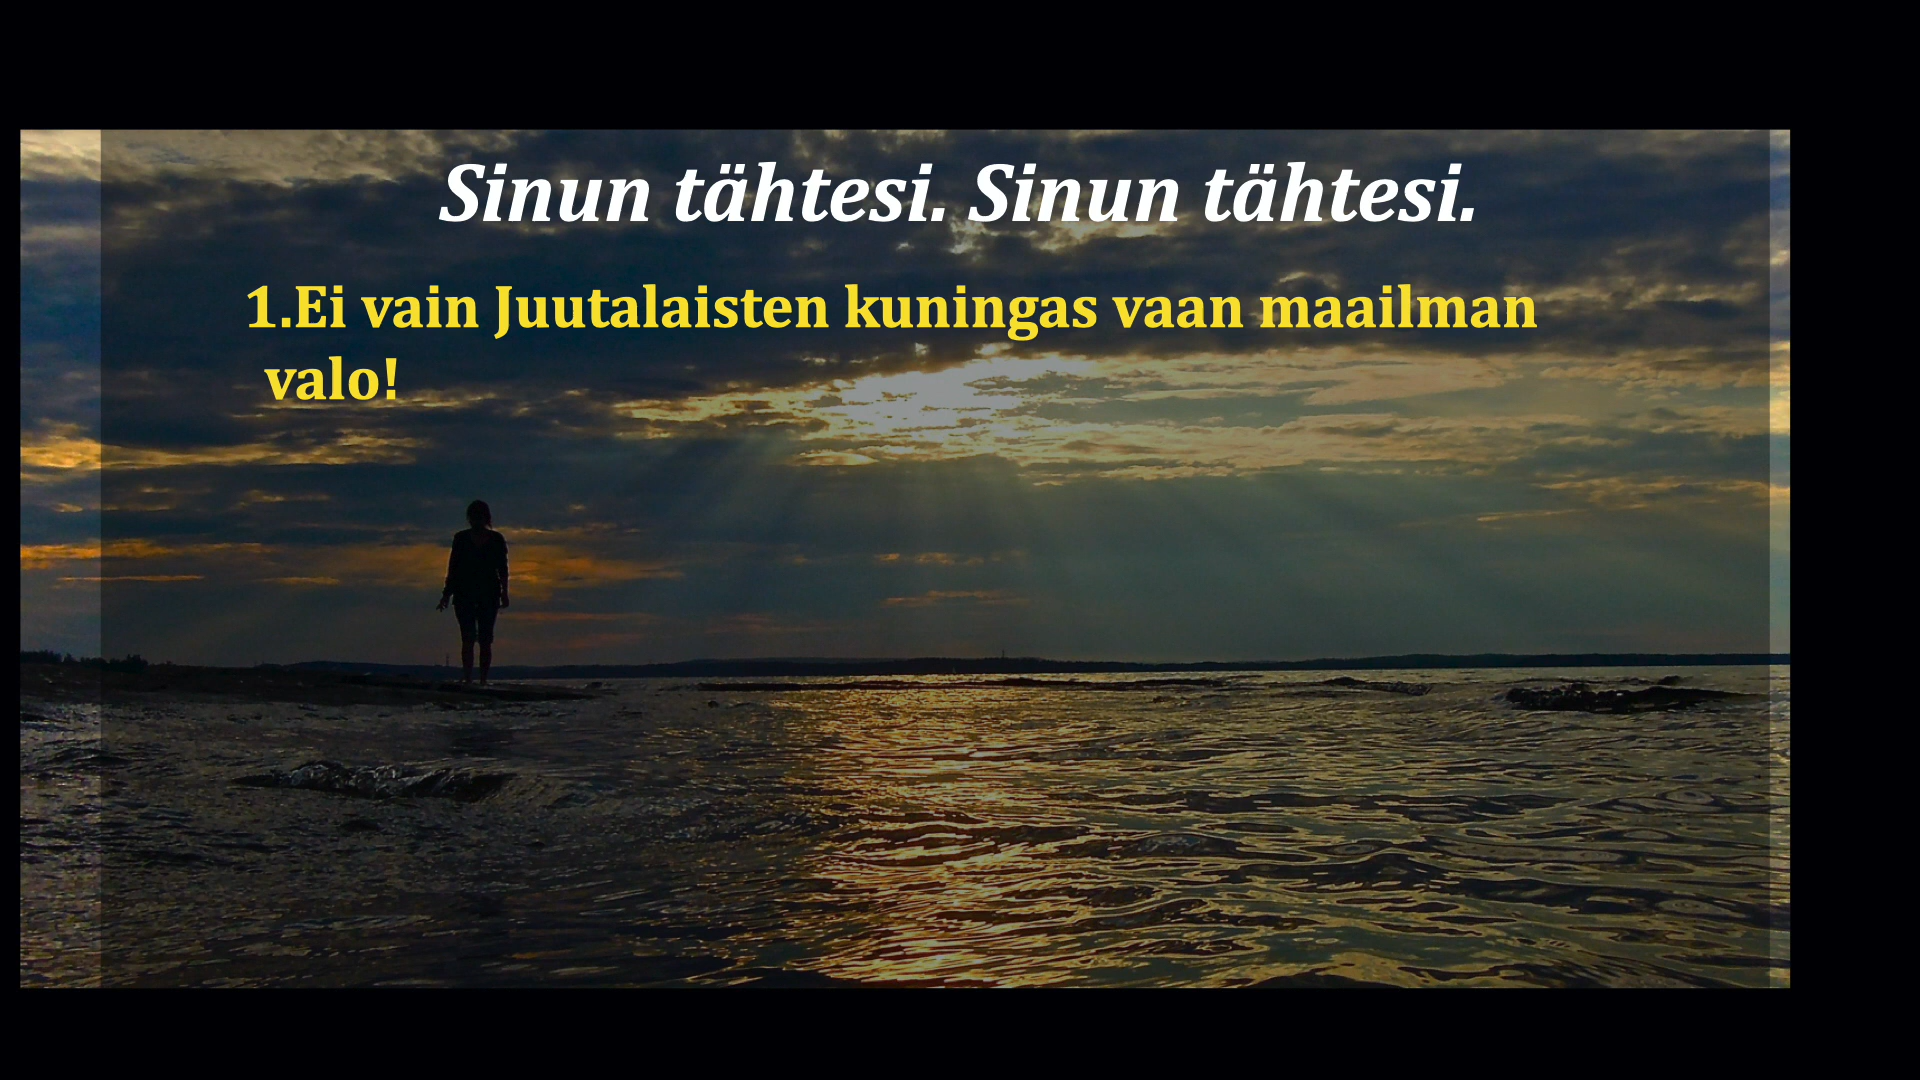 Sinun tähtesi. Sinun tähtesi.
1.Ei vain Juutalaisten kuningas vaan maailman
valo!